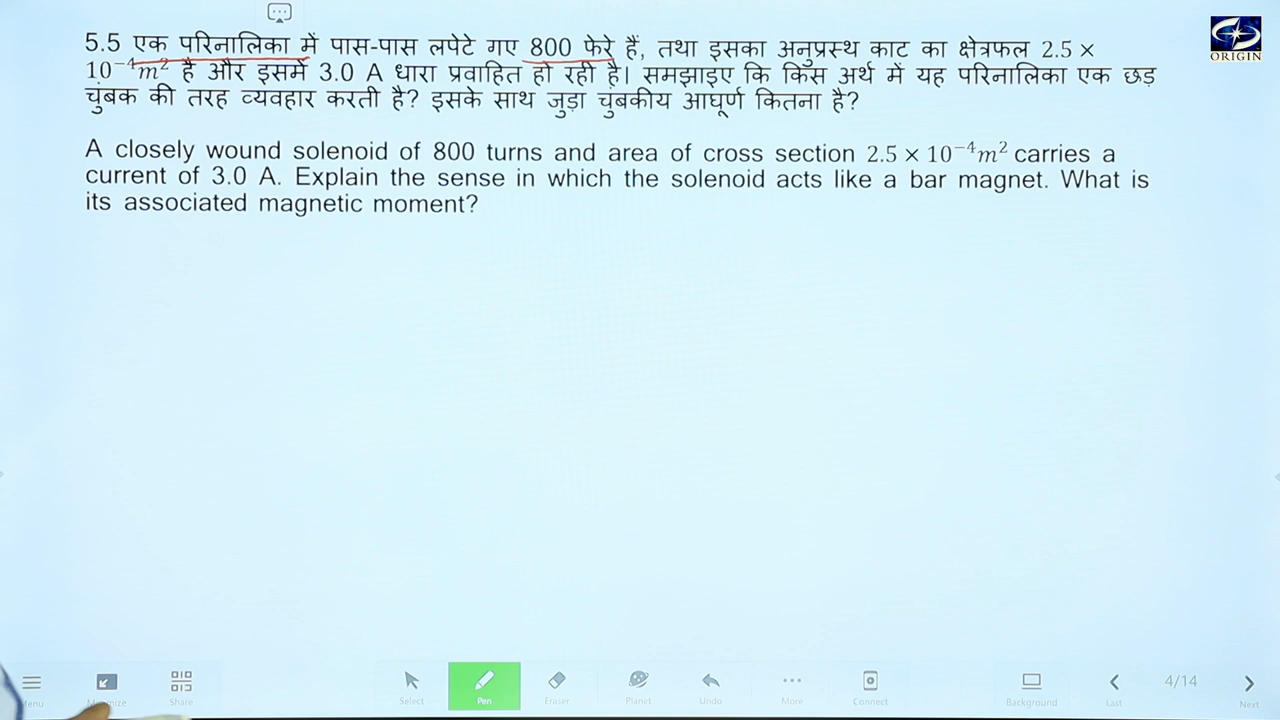 ORIGIN
5.5 एक परिनालिका में पास-पास लपेटे गए 800 फेरे हैं, तथा इसका अनुप्रस्थ काट का क्षेत्रफल 2.5 ×
10⁻⁴m² है और इसमें 3.0 A धारा प्रवाहित हो रही है। समझाइए कि किस अर्थ में यह परिनालिका एक छड़
चुंबक की तरह व्यवहार करती है? इसके साथ जुड़ा चुंबकीय आघूर्ण कितना है?
A closely wound solenoid of 800 turns and area of cross section 2.5 × 10⁻⁴m² carries a
current of 3.0 A. Explain the sense in which the solenoid acts like a bar magnet. What is
its associated magnetic moment?
4/14
Share Select Pen Eraser Planet Undo More Connect Background Last Next